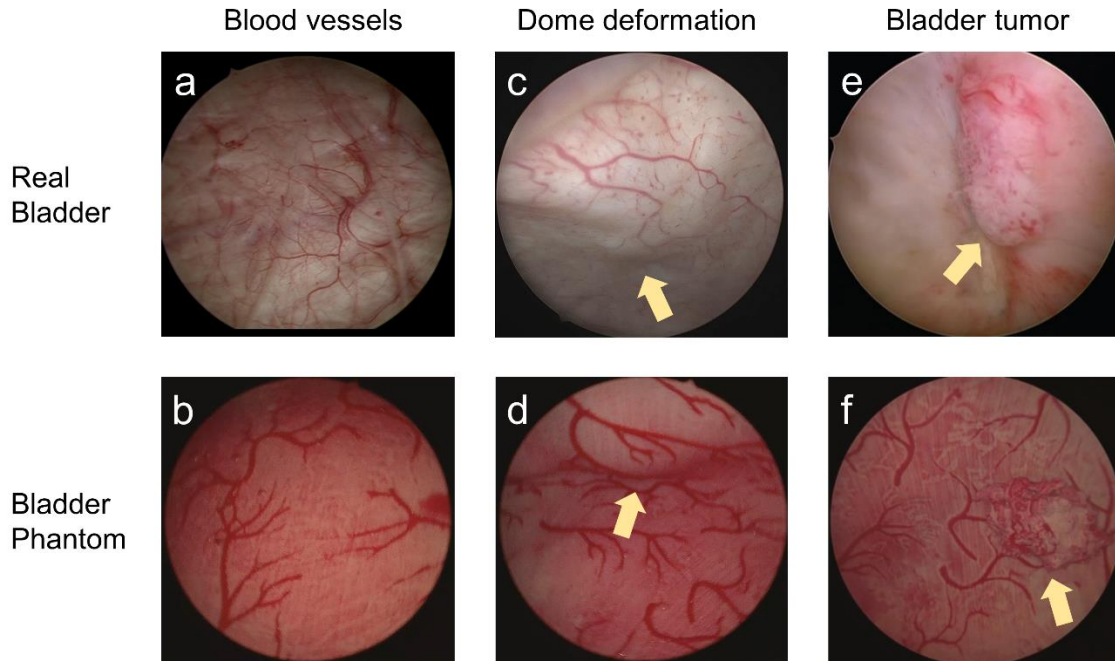 Blood vessels
Dome deformation
Bladder tumor
Real
Bladder
a
c
e
Bladder
Phantom
b
d
f